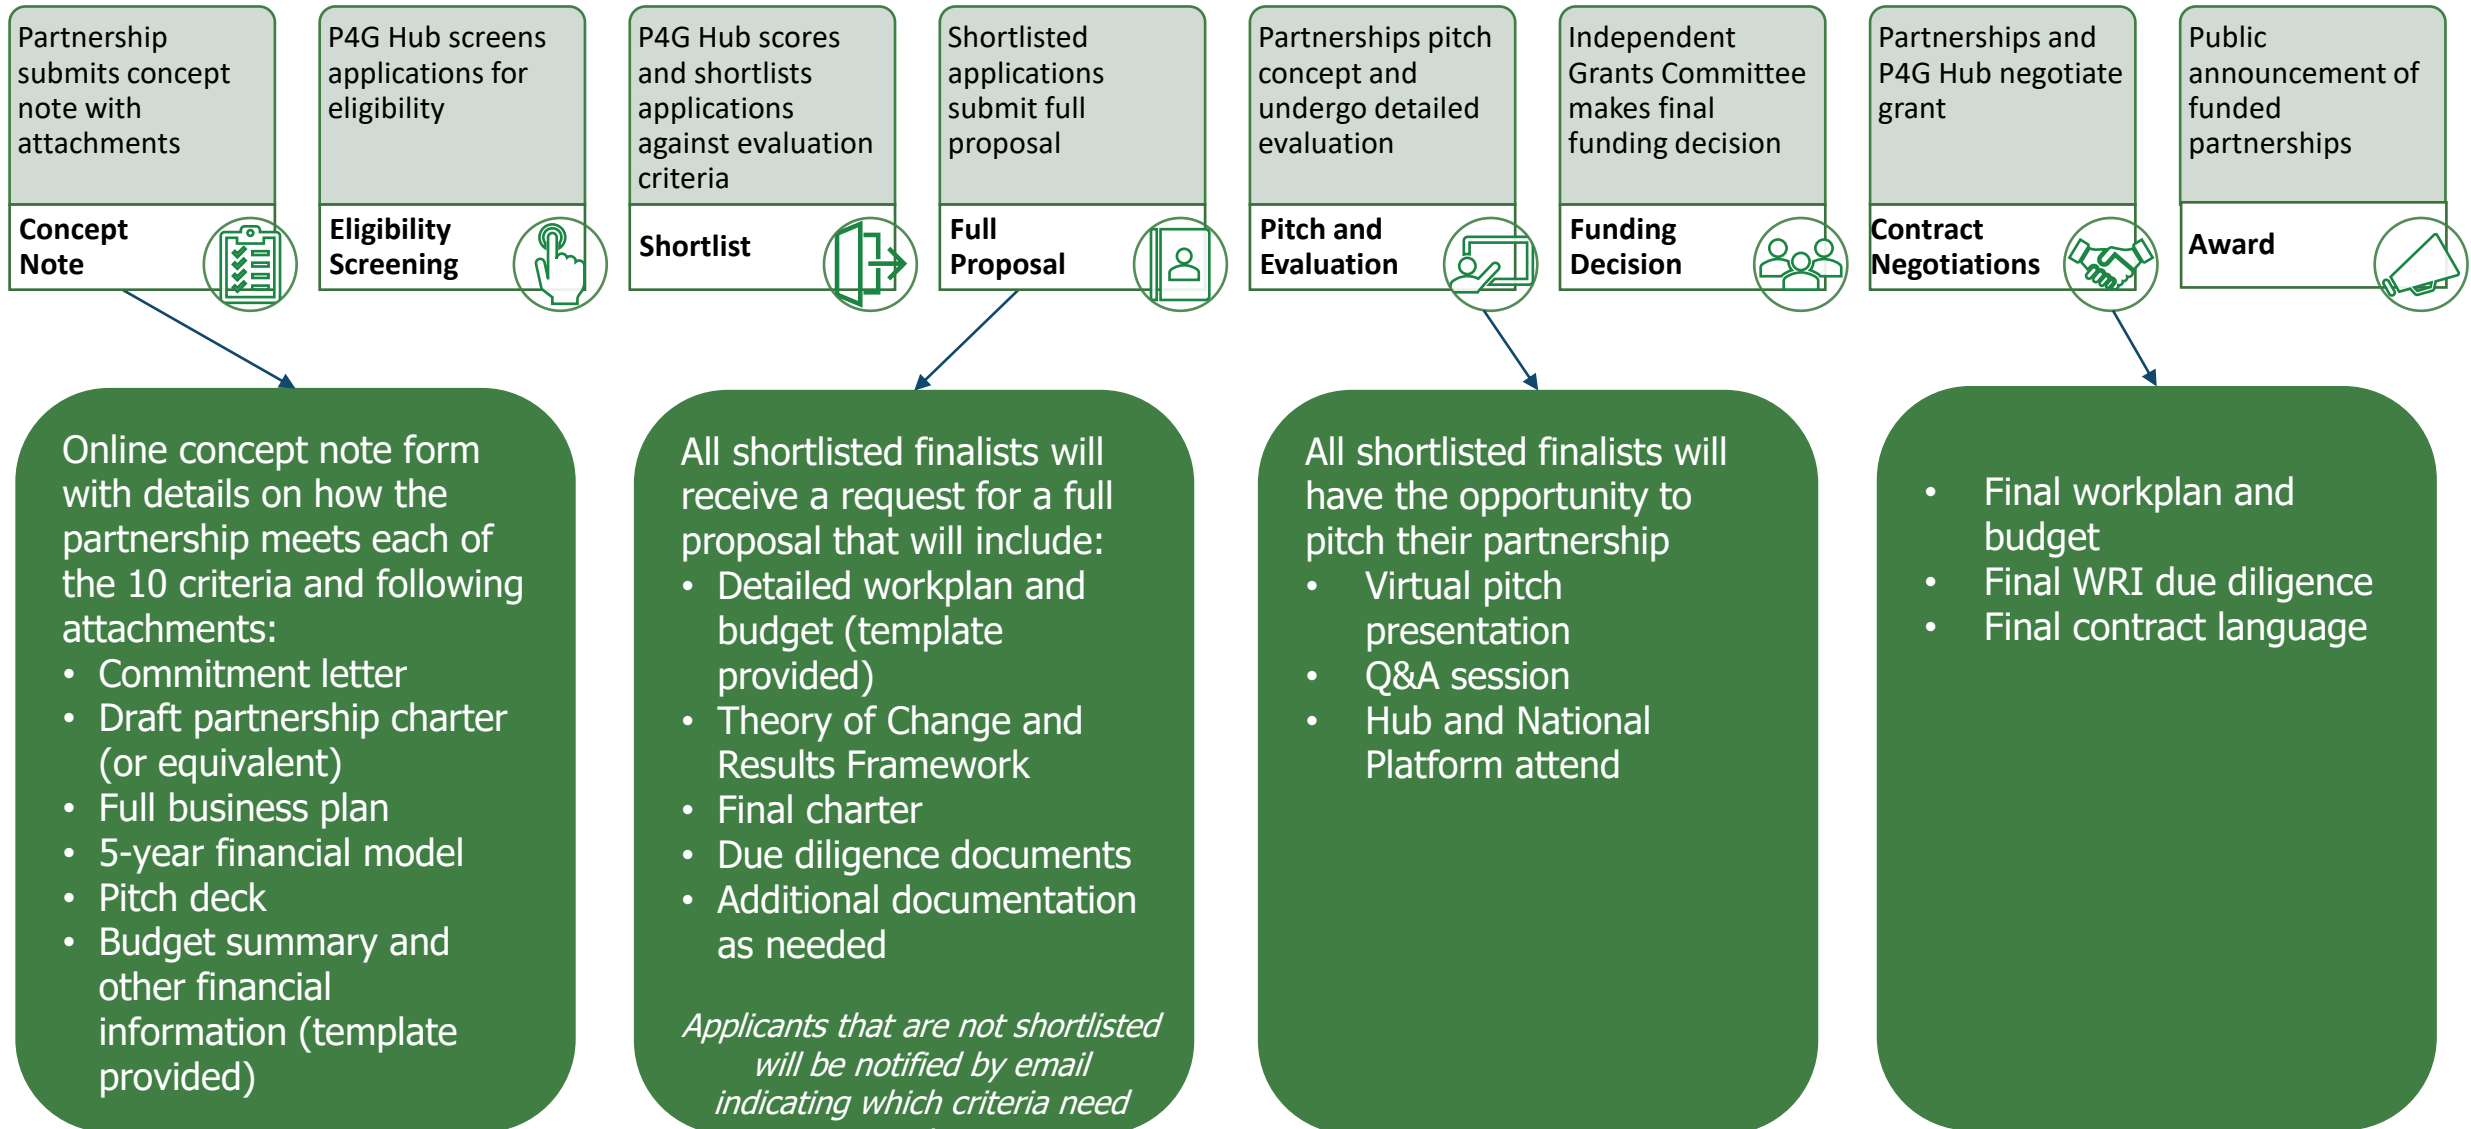 Partnership
submits concept
note with
attachments
Concept
Note
P4G Hub screens
applications for
eligibility
Eligibility
Screening
P4G Hub scores
and shortlists
applications
against evaluation
criteria
Shortlist
Shortlisted
applications
submit full
proposal
Full
Proposal
Partnerships pitch
concept and
undergo detailed
evaluation
Pitch and
Evaluation
Independent
Grants Committee
makes final
funding decision
Funding
Decision
Partnerships and
P4G Hub negotiate
grant
Contract
Negotiations
Public
announcement of
funded
partnerships
Award
Online concept note form
with details on how the
partnership meets each of
the 10 criteria and following
attachments:
• Commitment letter
• Draft partnership charter
(or equivalent)
• Full business plan
• 5-year financial model
• Pitch deck
• Budget summary and
other financial
information (template
provided)
All shortlisted finalists will
receive a request for a full
proposal that will include:
• Detailed workplan and
budget (template
provided)
• Theory of Change and
Results Framework
• Final charter
• Due diligence documents
• Additional documentation
as needed
Applicants that are not shortlisted
will be notified by email
indicating which criteria need
All shortlisted finalists will
have the opportunity to
pitch their partnership
• Virtual pitch
presentation
• Q&A session
• Hub and National
Platform attend
• Final workplan and
budget
• Final WRI due diligence
• Final contract language